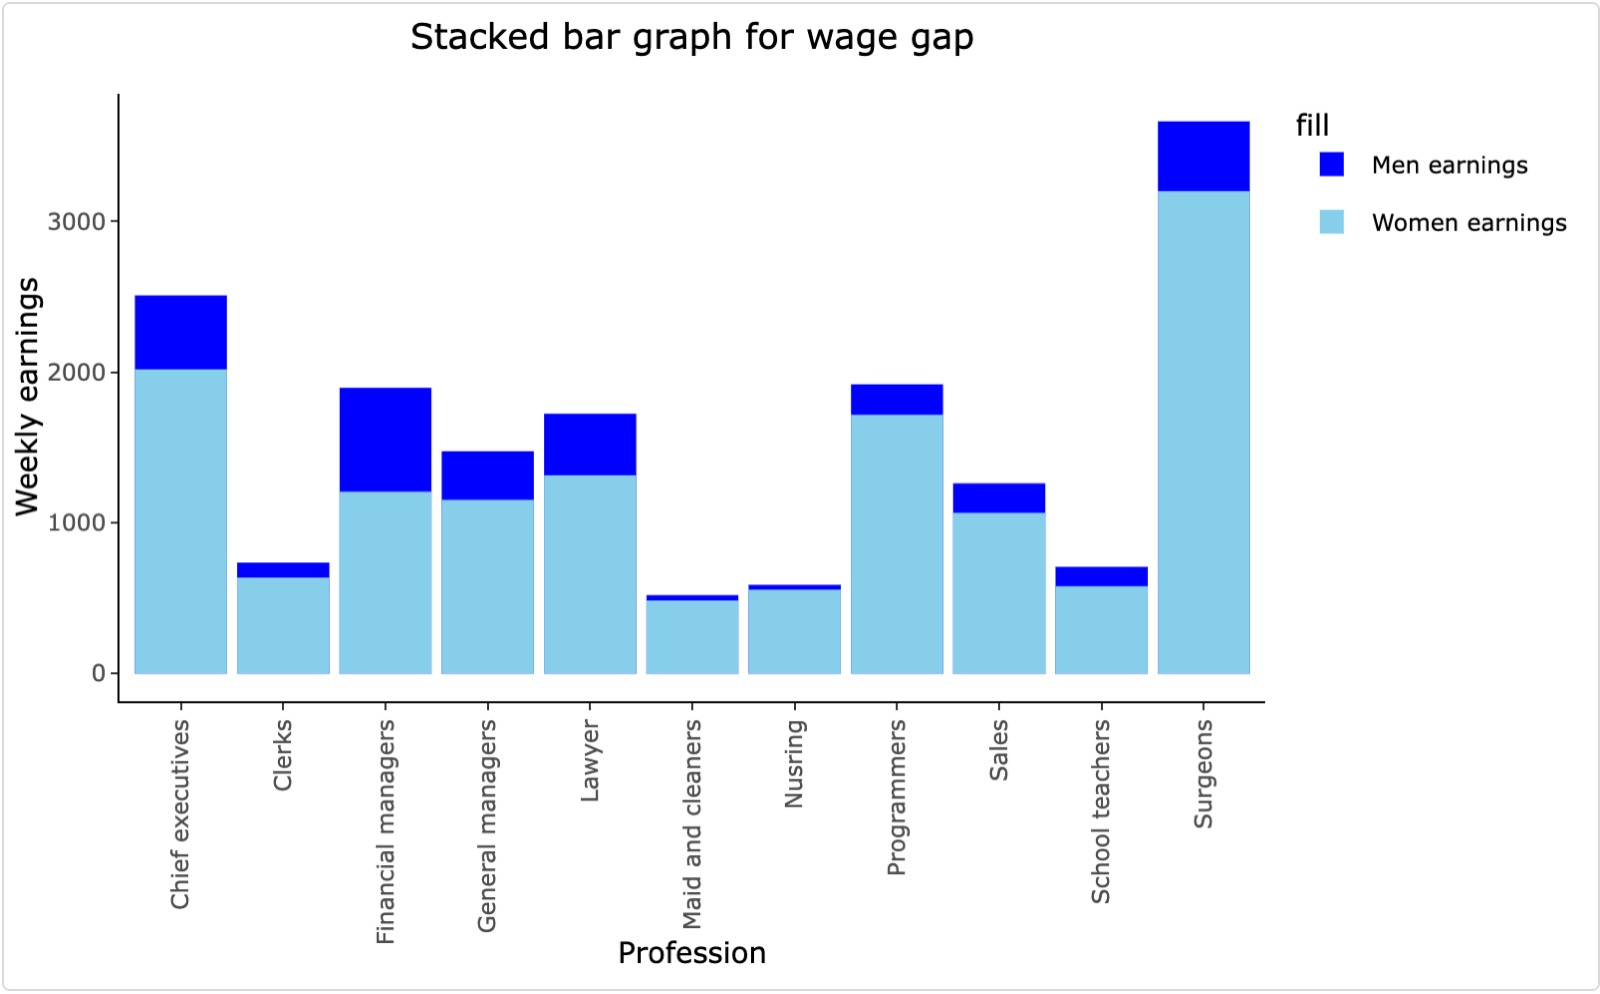 Stacked bar graph for wage gap
fill
Men earnings
Women earnings
Weekly earnings
3000
2000
1000
0
Chief executives
Clerks
Financial managers
General managers
Lawyer
Maid and cleaners
Nusring
Programmers
Sales
School teachers
Surgeons
Profession